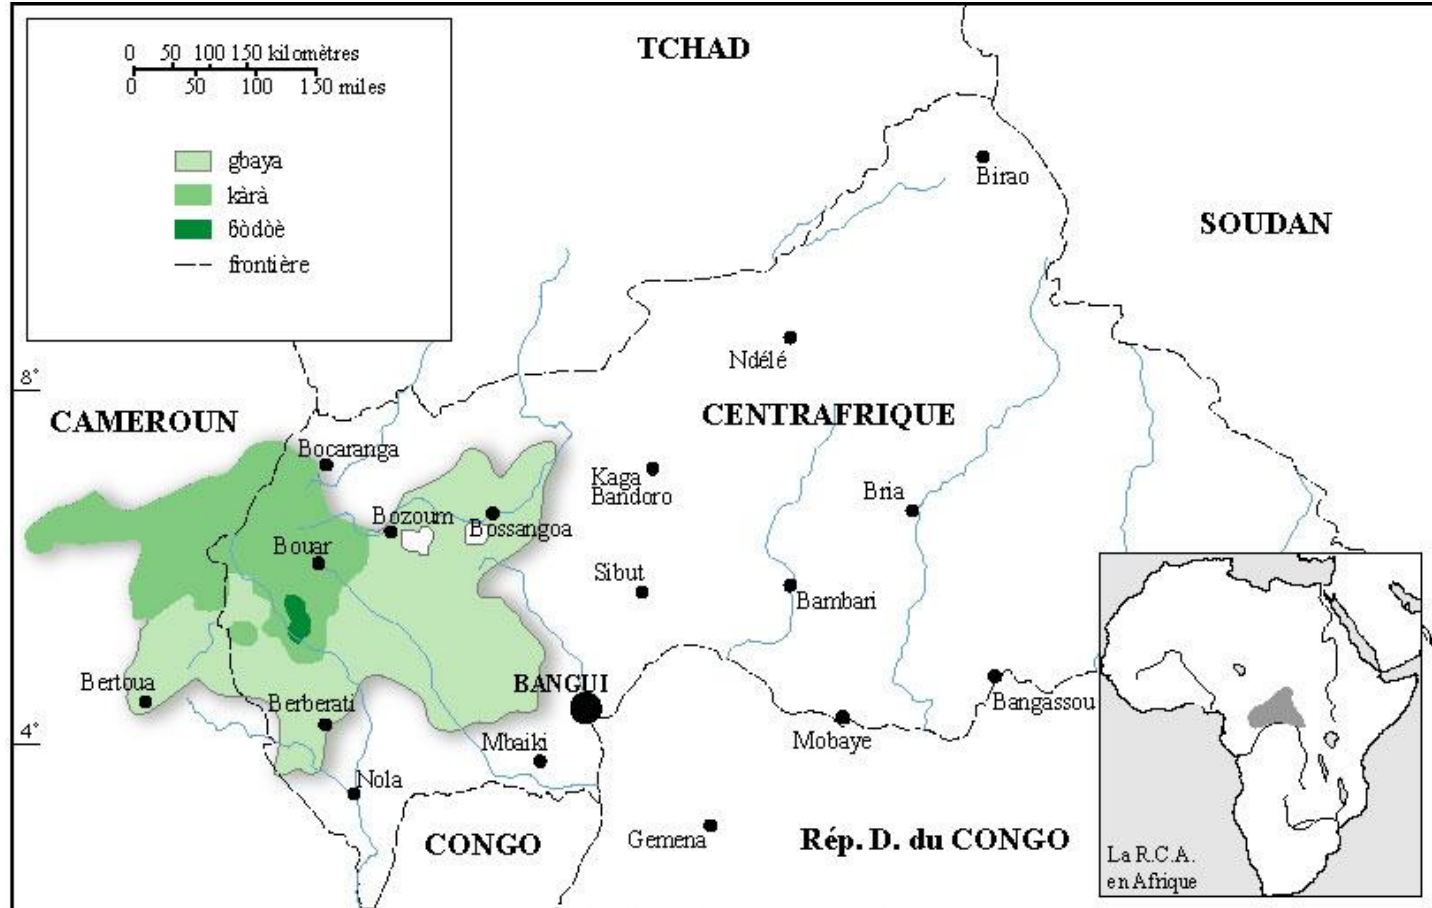 0 50 100 150 kilomètres
0 50 100 150 miles
gbaya
kàrà
ɓòdòè
frontière
TCHAD
Birao
SOUDAN
Ndélé
8°
CAMEROUN
CENTRAFRIQUE
Bocaranga
Kaga
Bandoro
Bria
Bozoum
Bossangoa
Bouar
Sibut
Bambari
Bertoua
BANGUI
Berberati
Bangassou
4°
Mbaiki
Mobaye
Nola
CONGO
Gemena
Rép. D. du CONGO
La R.C.A.
en Afrique